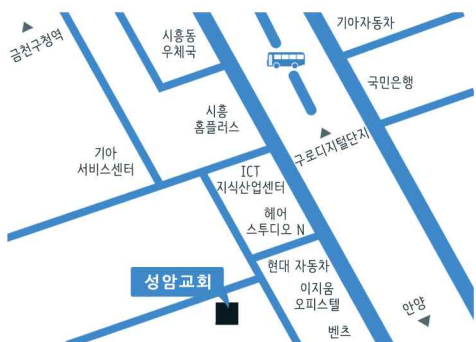 금천구청역
시흥동
우체국
기아자동차
국민은행
시흥
홈플러스
구로디지털단지
기아
서비스센터
ICT
지식산업센터
헤어
스투디오 N
현대 자동차
성암교회
이지움
오피스텔
안양
벤츠